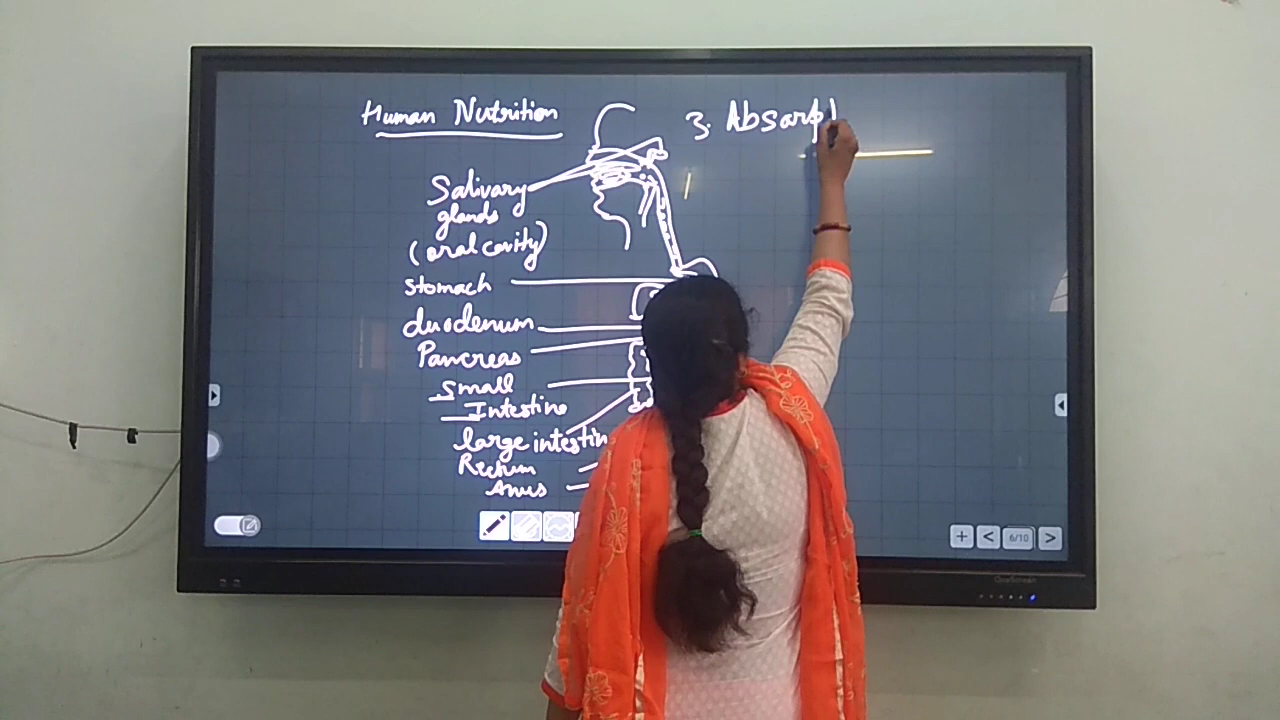 Human Nutrition
3. Absorp
Salivary
glands
(oral cavity)
Stomach
duodenum
Pancreas
Small
Intestine
large intestin
Rectum
Anus
6/10